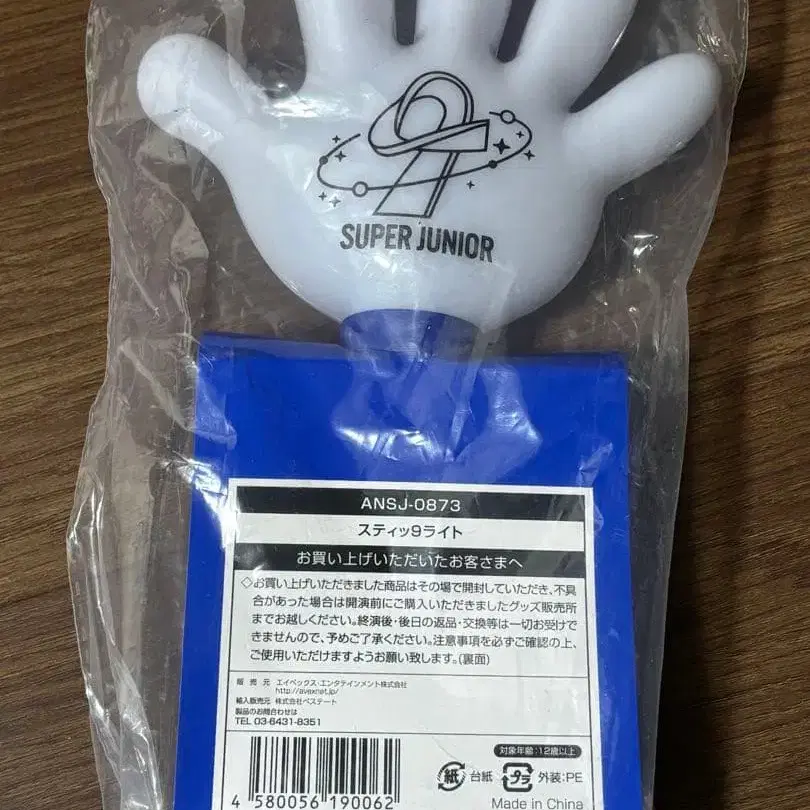 SUPER JUNIOR
ANSJ-0873
スティッ9ライト
お買い上げいただいたお客さまへ
◇お買い上げいただきました商品はその場で開封していただき、不具
合があった場合は開演前にご購入いただきましたグッズ販売所
までお越しください。終演後・後日の返品・交換等は一切お受けで
きませんので、予めご了承ください。注意事項を必ずご確認の上、
ご使用いただけますようお願い致します。(裏面)
販 売 元 エイベックス・エンタテインメント株式会社
http://avexnet.jp/
輸入販売元 株式会社ベステート
製品のお問合わせは
TEL 03-6431-8351
対象年齢:12歳以上
紙 台紙 プラ 外装:PE
4 580056 190062
Made in China